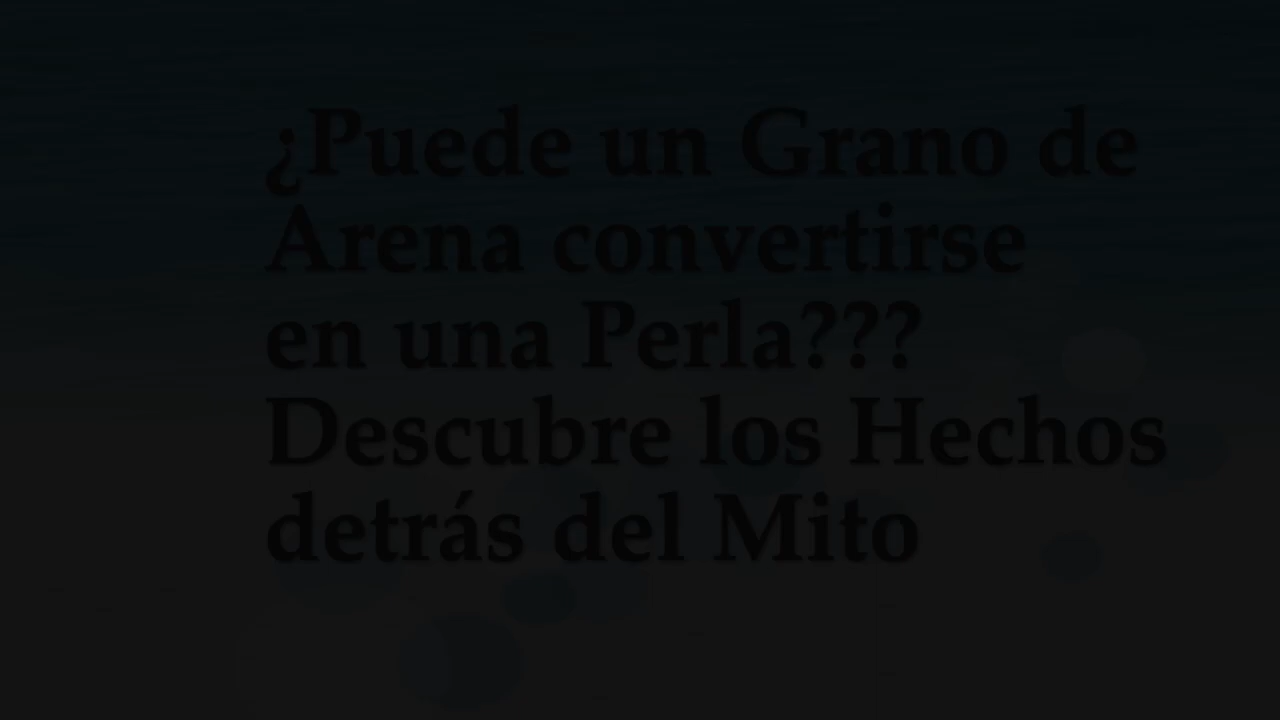 ¿Puede un Grano de
Arena convertirse
en una Perla???
Descubre los Hechos
detrás del Mito